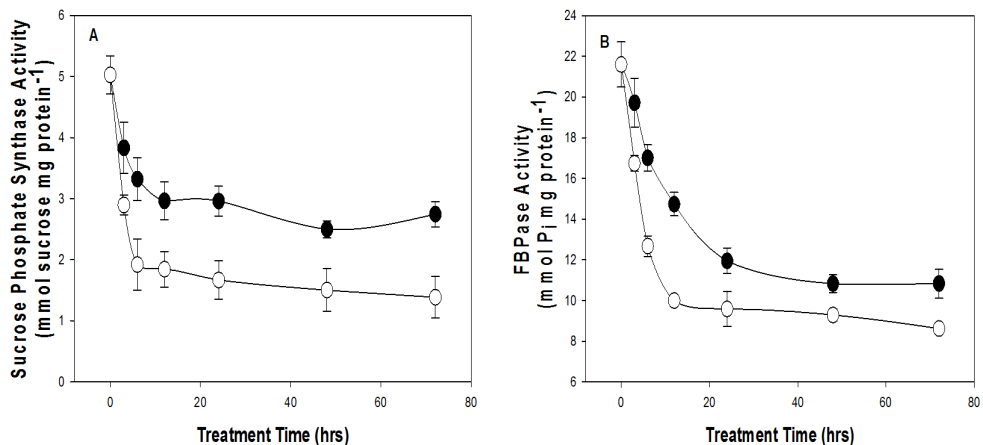 A
Sucrose Phosphate Synthase Activity
(mmol sucrose mg protein⁻¹)
6
5
4
3
2
1
0
0 20 40 60 80
Treatment Time (hrs)
B
FBPase Activity
(mmol Pᵢ mg protein⁻¹)
24
22
20
18
16
14
12
10
8
6
0 20 40 60 80
Treatment Time (hrs)